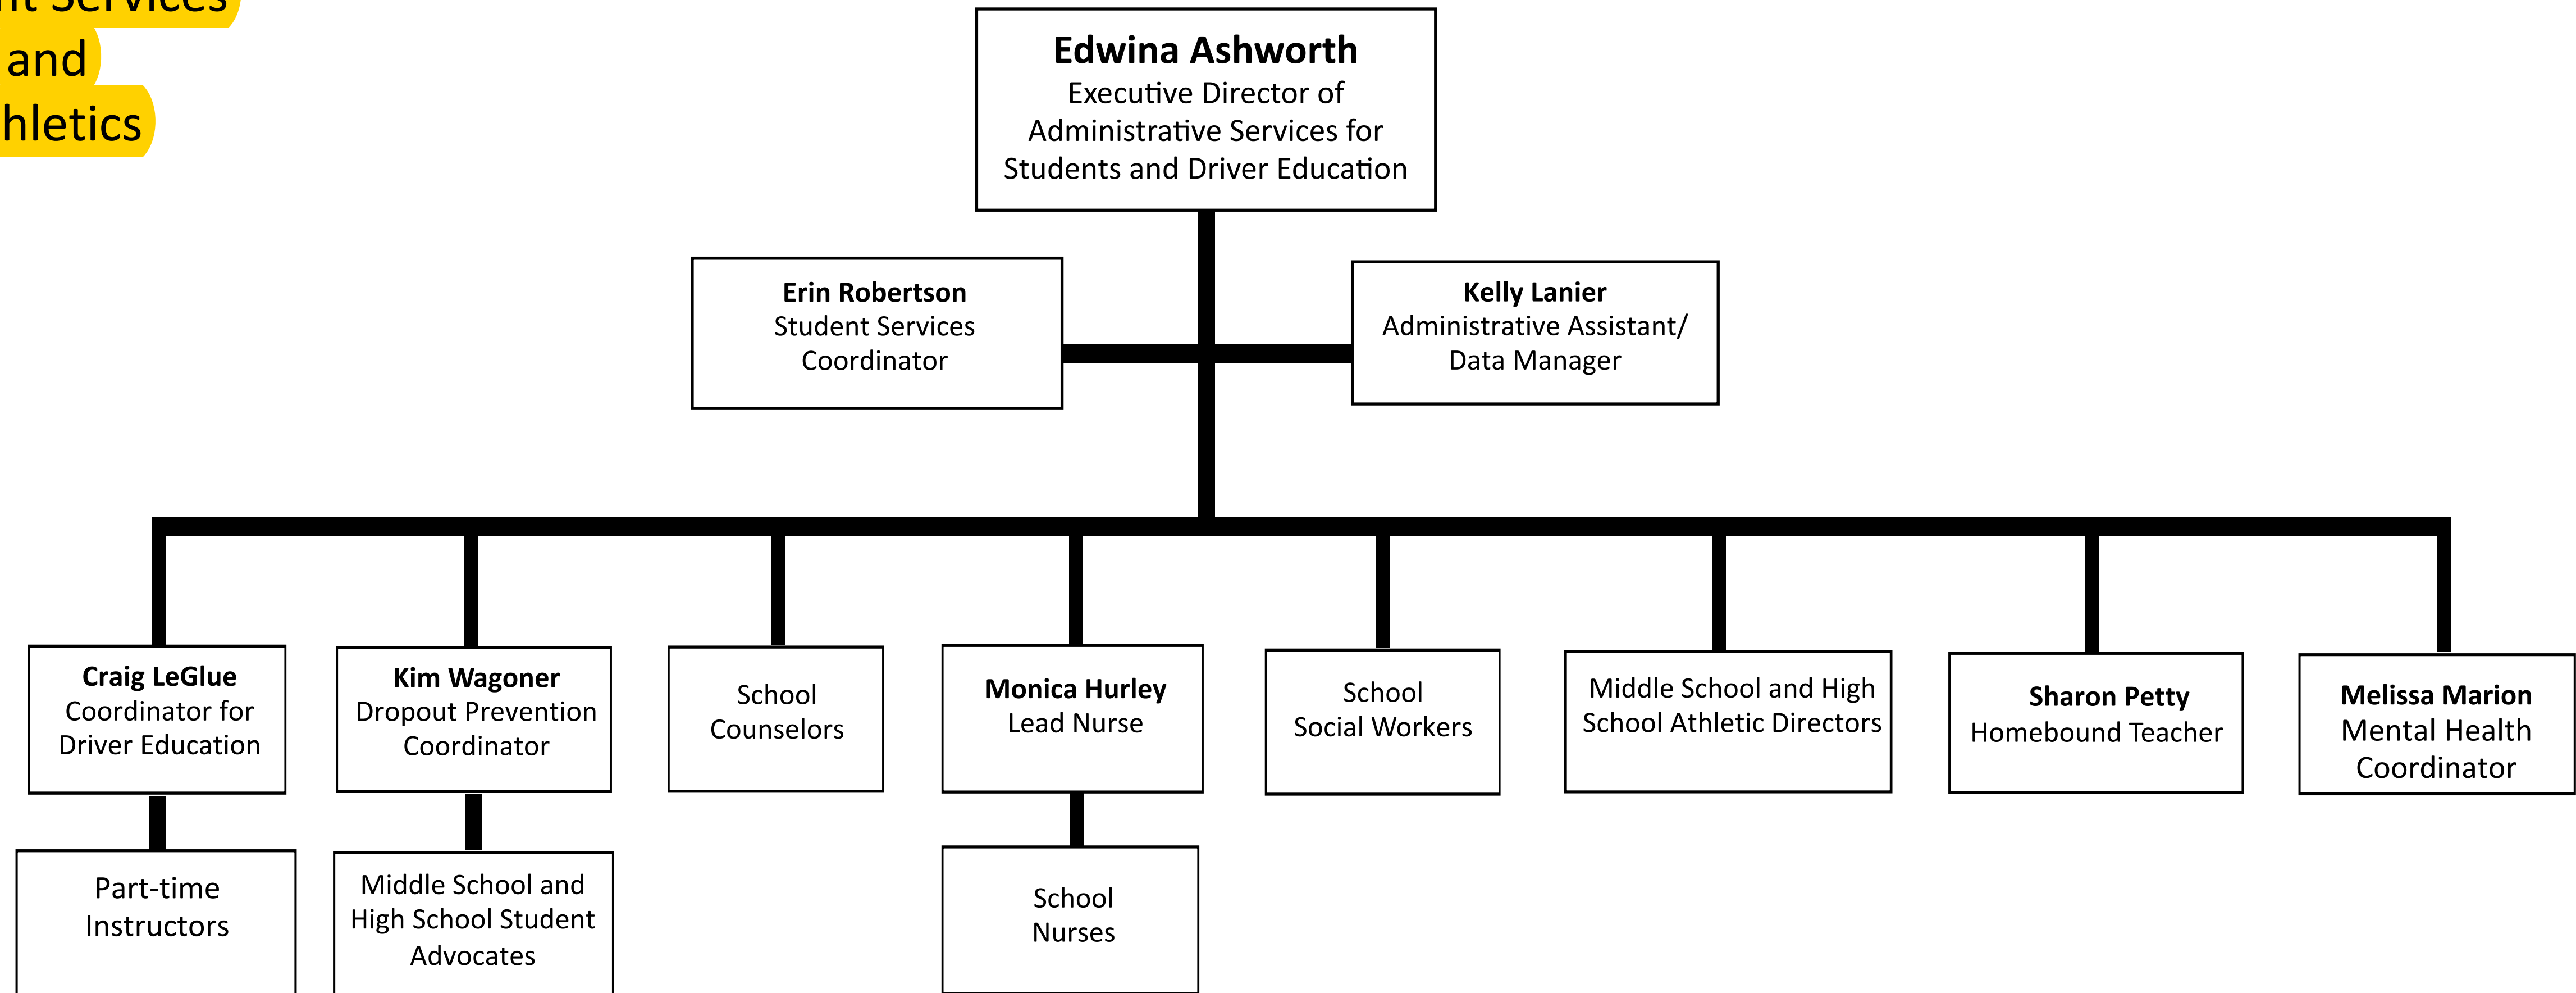 Services
and
Edwina Ashworth
Executive Director of
Administrative Services for
Students and Driver Education
Erin Robertson
Student Services
Coordinator
Kelly Lanier
Administrative Assistant/
Data Manager
Craig LeGlue
Coordinator for
Driver Education
Kim Wagoner
Dropout Prevention
Coordinator
School
Counselors
Monica Hurley
Lead Nurse
School
Social Workers
Middle School and High
School Athletic Directors
Sharon Petty
Homebound Teacher
Melissa Marion
Mental Health
Coordinator
Part-time
Instructors
Middle School and
High School Student
Advocates
School
Nurses